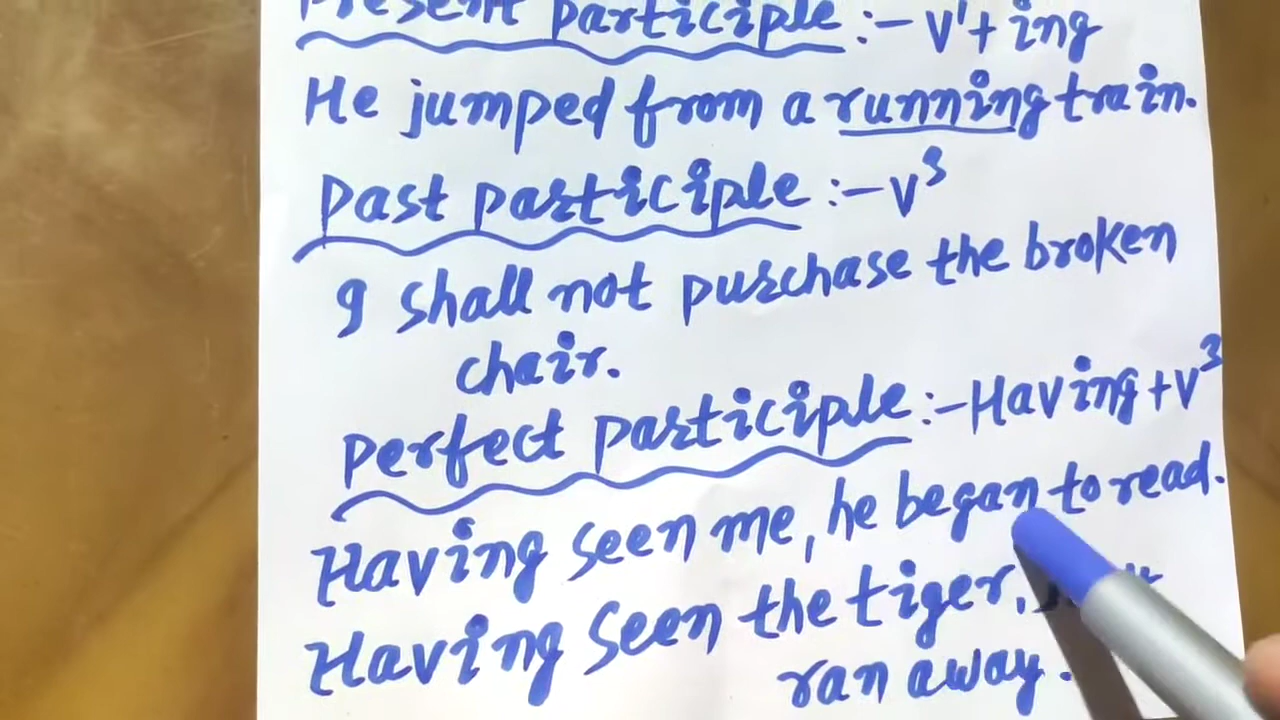 Present participle :- V¹+ ing
He jumped from a running train.
Past participle :- V³
I shall not purchase the broken
chair.
Perfect participle :- Having + V³
Having seen me, he began to read.
Having seen the tiger,
ran away.